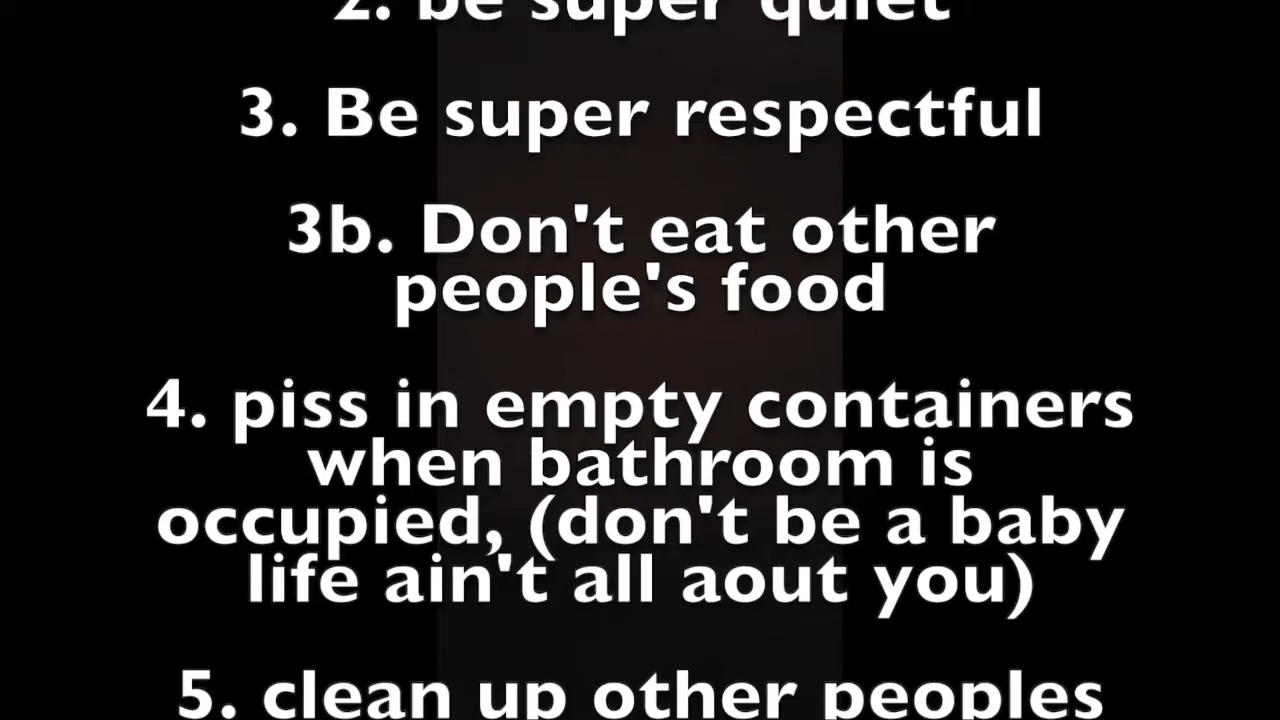 2. be super quiet
3. Be super respectful
3b. Don't eat other
people's food
4. piss in empty containers
when bathroom is
occupied, (don't be a baby
life ain't all aout you)
5. clean up other peoples